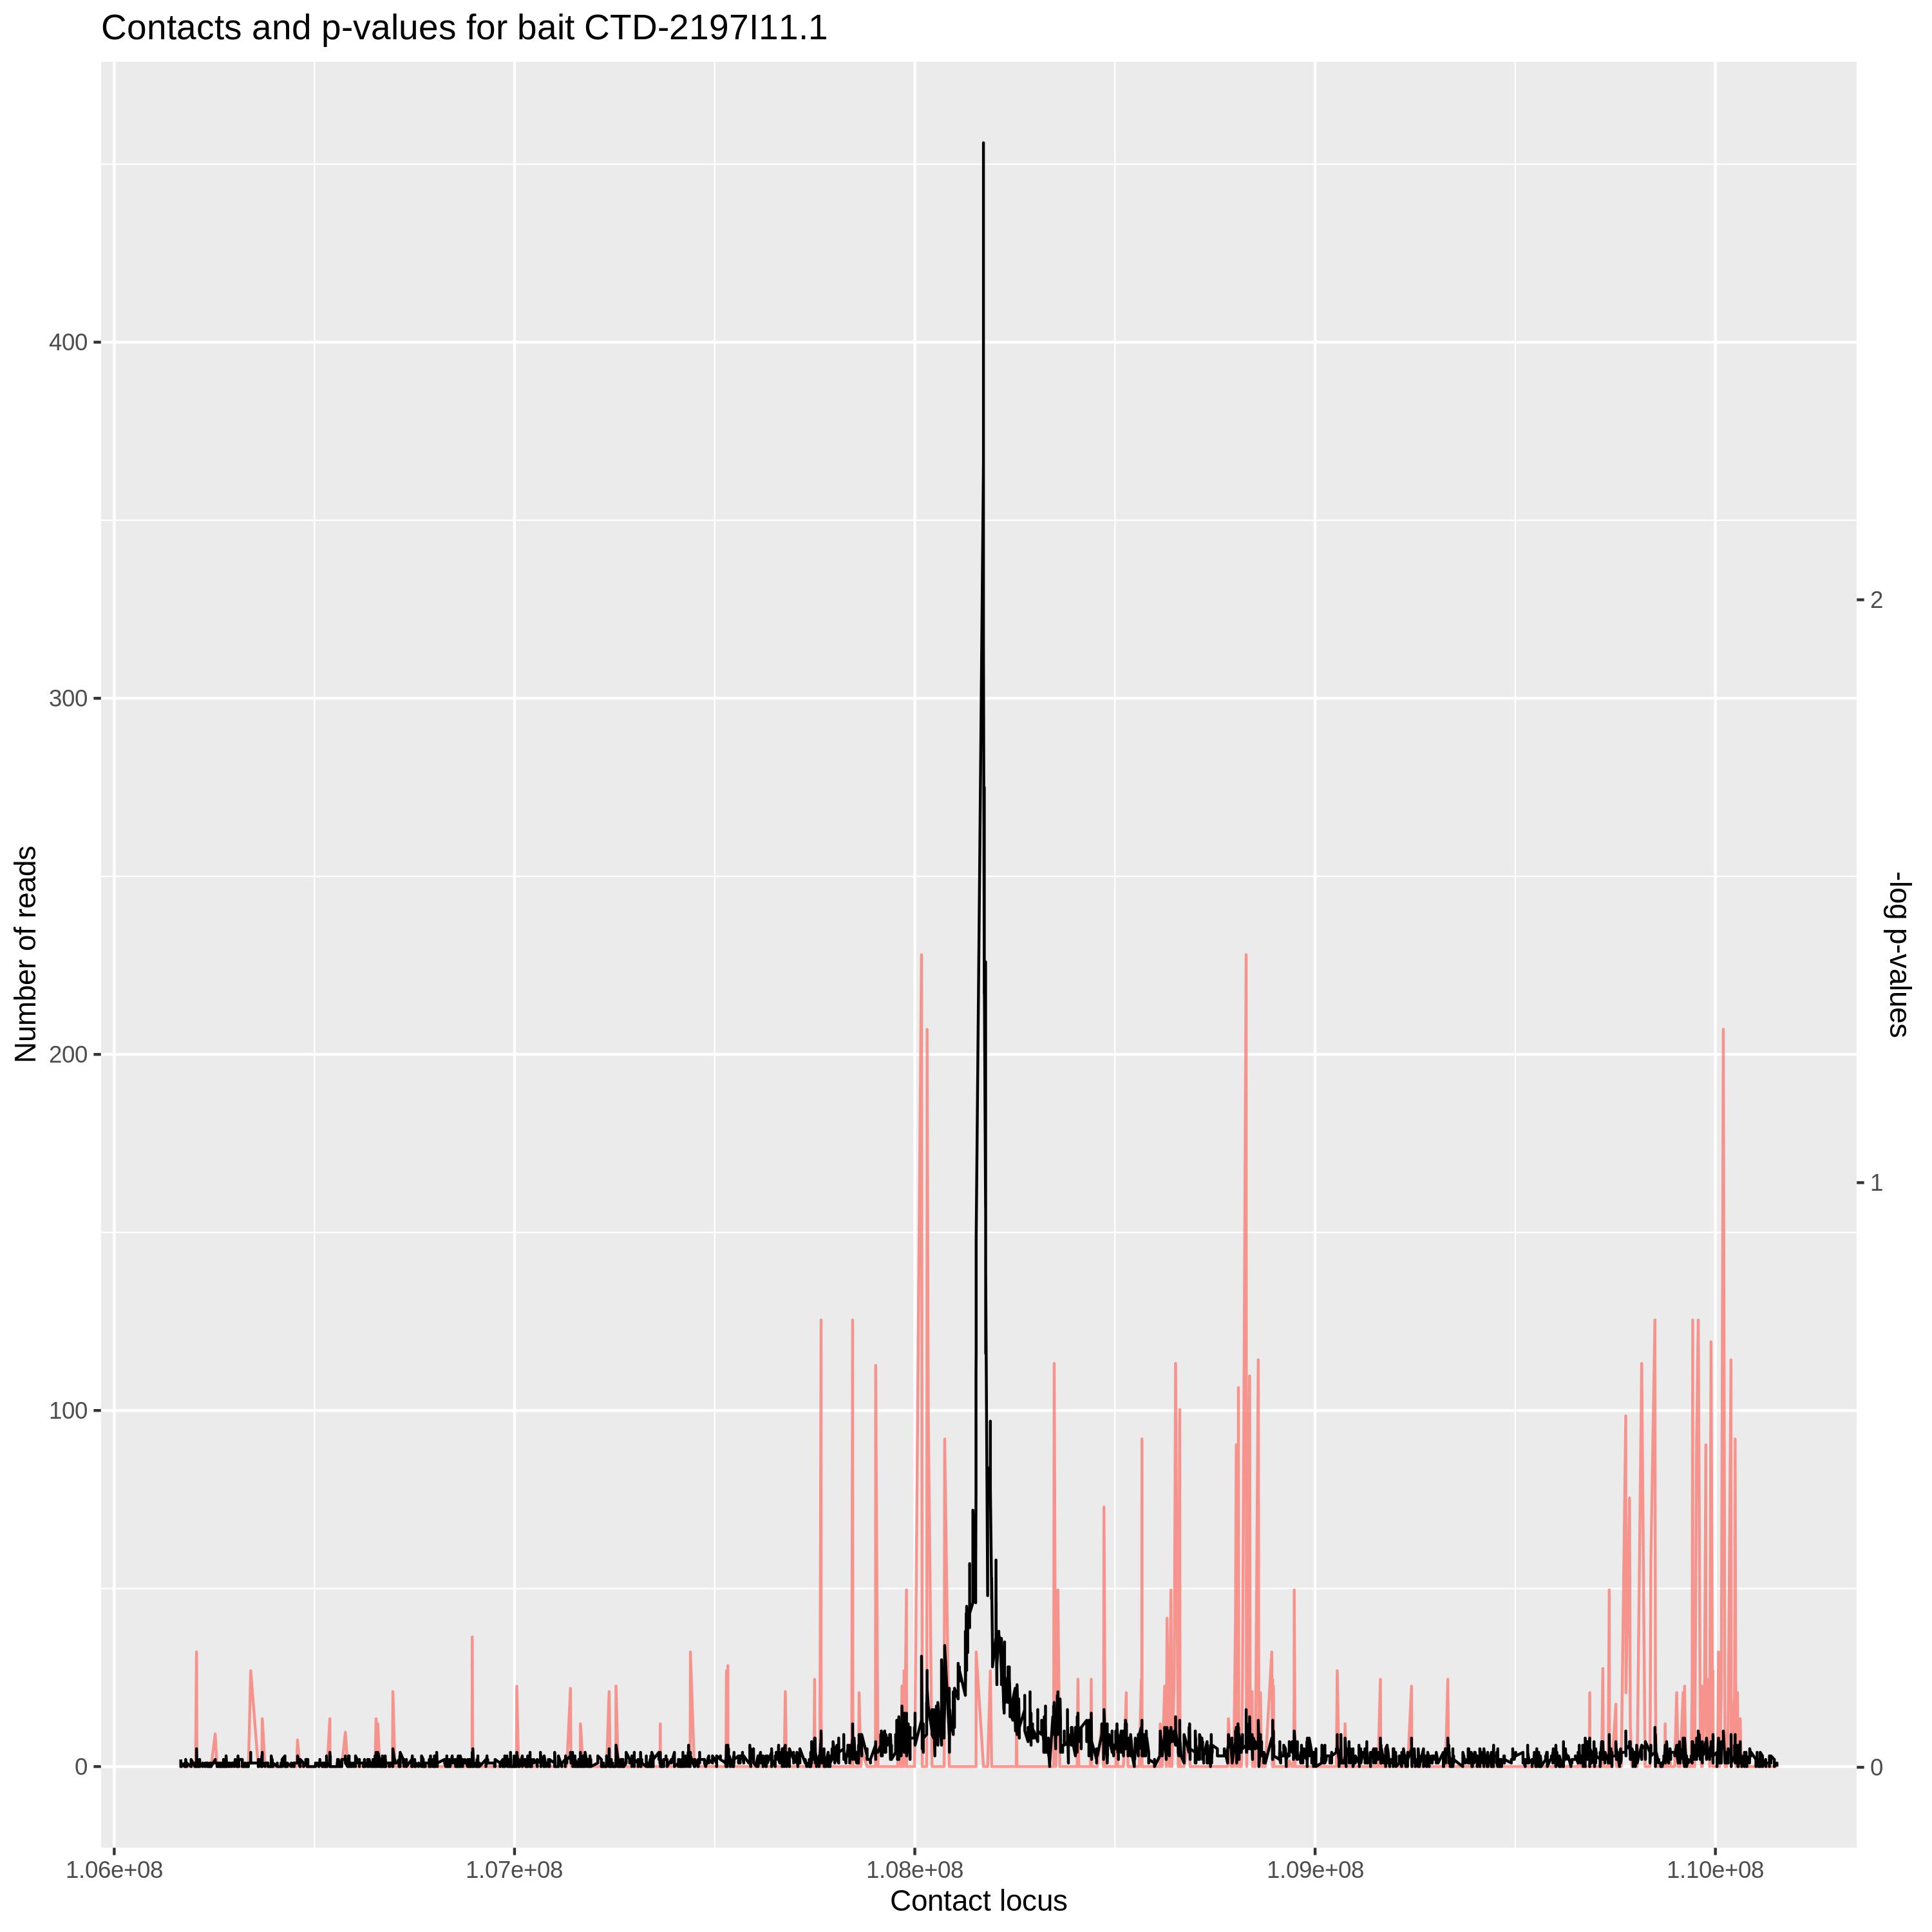 Contacts and p-values for bait CTD-2197I11.1
400
300
200
100
0
Number of reads
2
1
0
-log p-values
1.06e+08
1.07e+08
1.08e+08
1.09e+08
1.10e+08
Contact locus